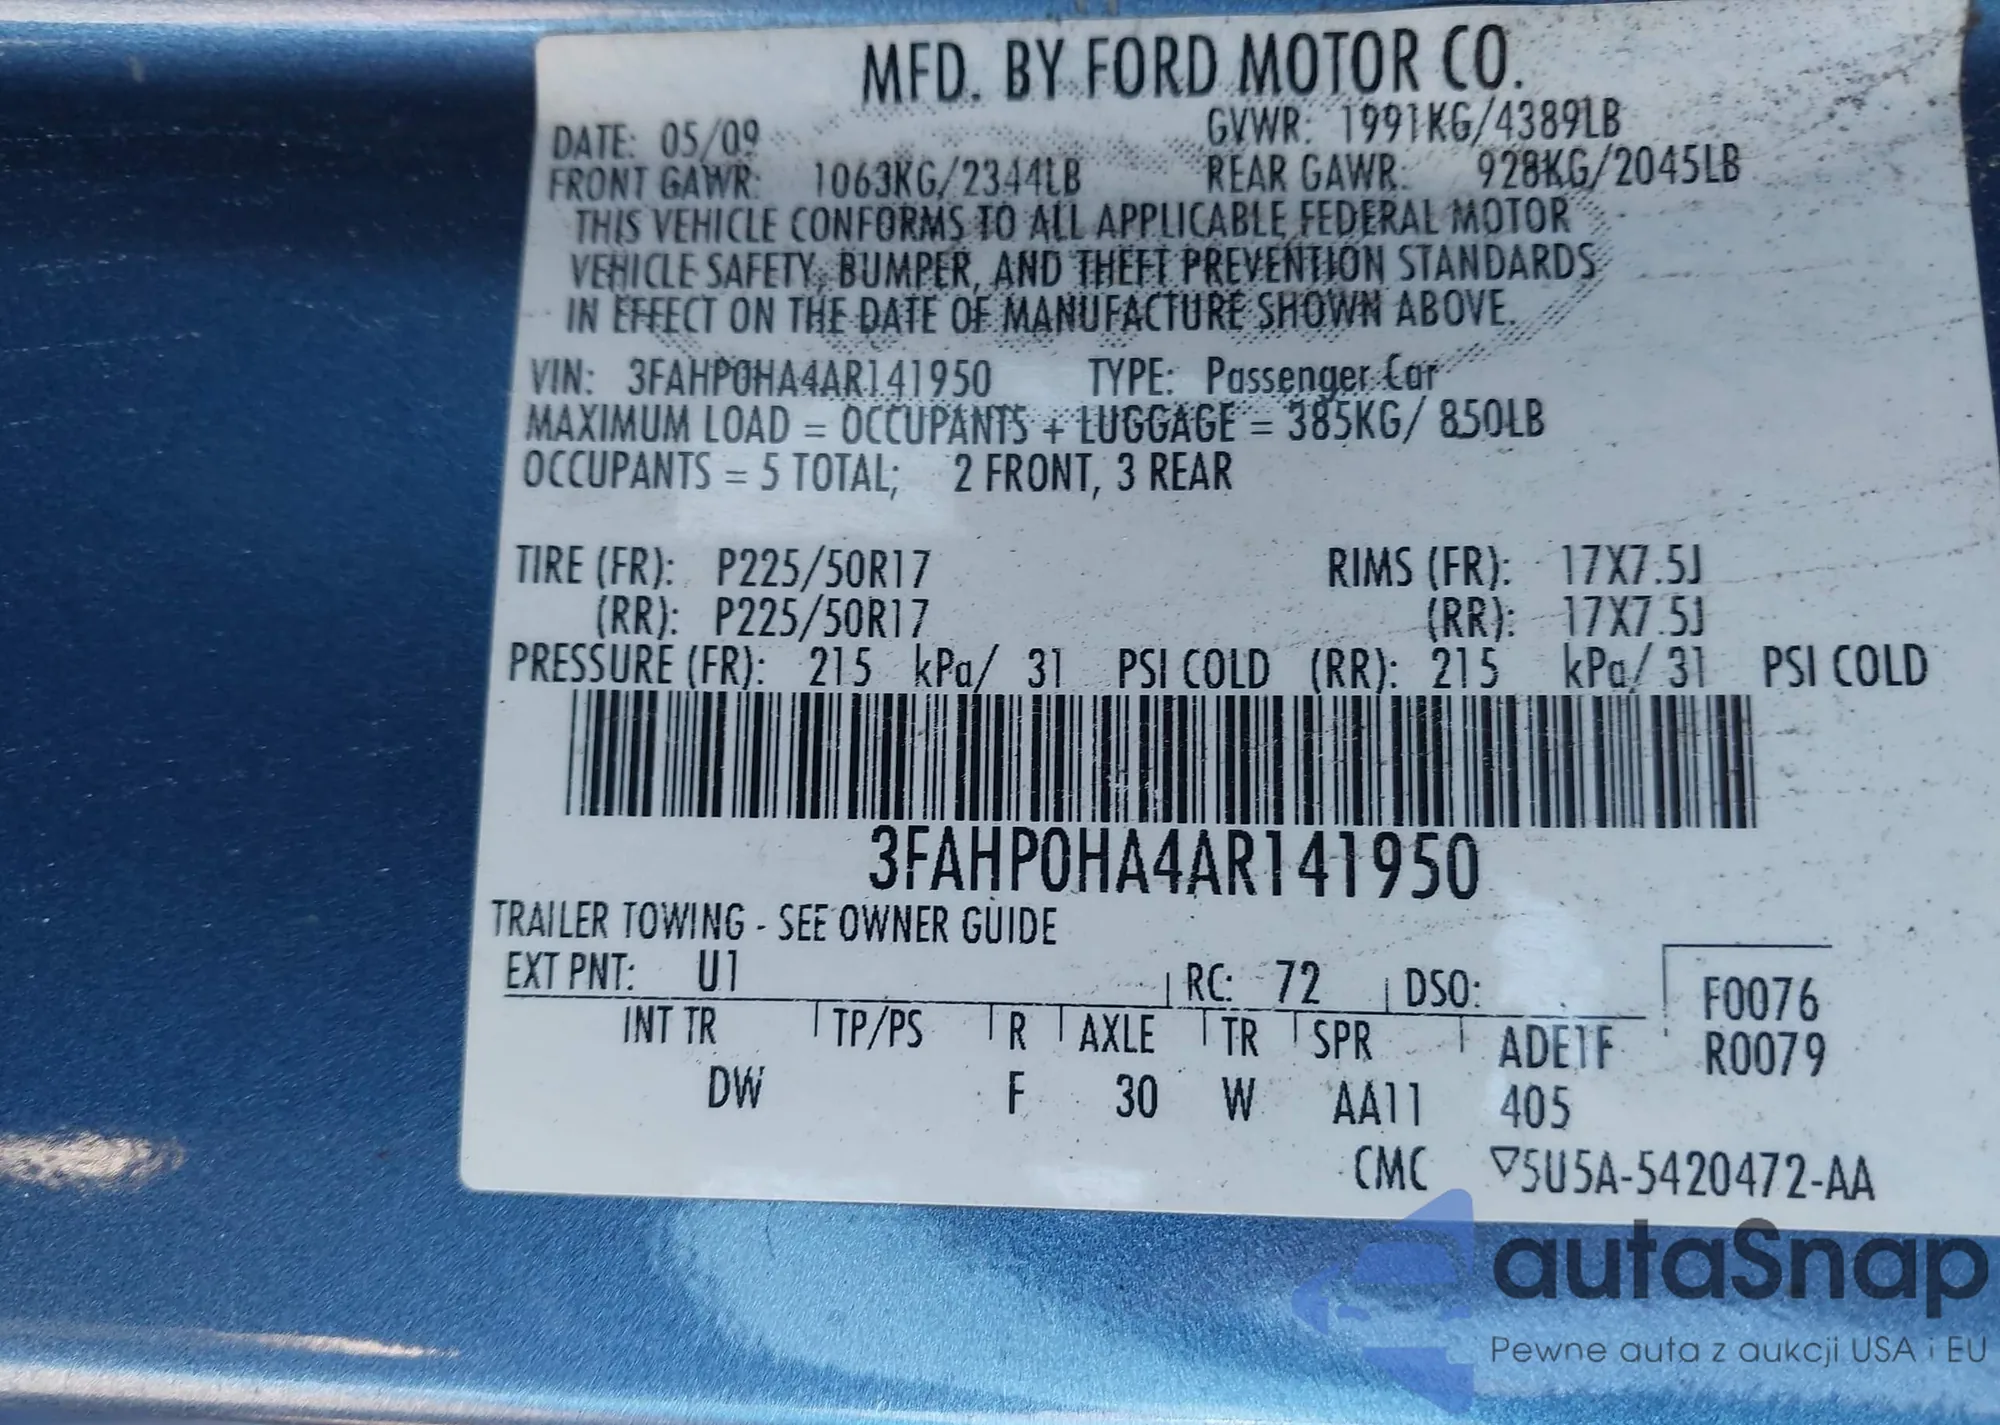 MFD. BY FORD MOTOR CO.
DATE: 05/09 GVWR: 1991KG/4389LB
FRONT GAWR: 1063KG/2344LB REAR GAWR: 928KG/2045LB
THIS VEHICLE CONFORMS TO ALL APPLICABLE FEDERAL MOTOR
VEHICLE SAFETY, BUMPER, AND THEFT PREVENTION STANDARDS
IN EFFECT ON THE DATE OF MANUFACTURE SHOWN ABOVE.
VIN: 3FAHP0HA4AR141950 TYPE: Passenger Car
MAXIMUM LOAD = OCCUPANTS + LUGGAGE = 385KG/ 850LB
OCCUPANTS = 5 TOTAL; 2 FRONT, 3 REAR
TIRE (FR): P225/50R17 RIMS (FR): 17X7.5J
(RR): P225/50R17 (RR): 17X7.5J
PRESSURE (FR): 215 kPa/ 31 PSI COLD (RR): 215 kPa/ 31 PSI COLD
3FAHP0HA4AR141950
TRAILER TOWING - SEE OWNER GUIDE
EXT PNT: U1 RC: 72 DSO: F0076
INT TR TP/PS R AXLE TR SPR ADE1F R0079
DW F 30 W AA11 405
CMC ▽5U5A-5420472-AA
autaSnap
Pewne auta z aukcji USA i EU